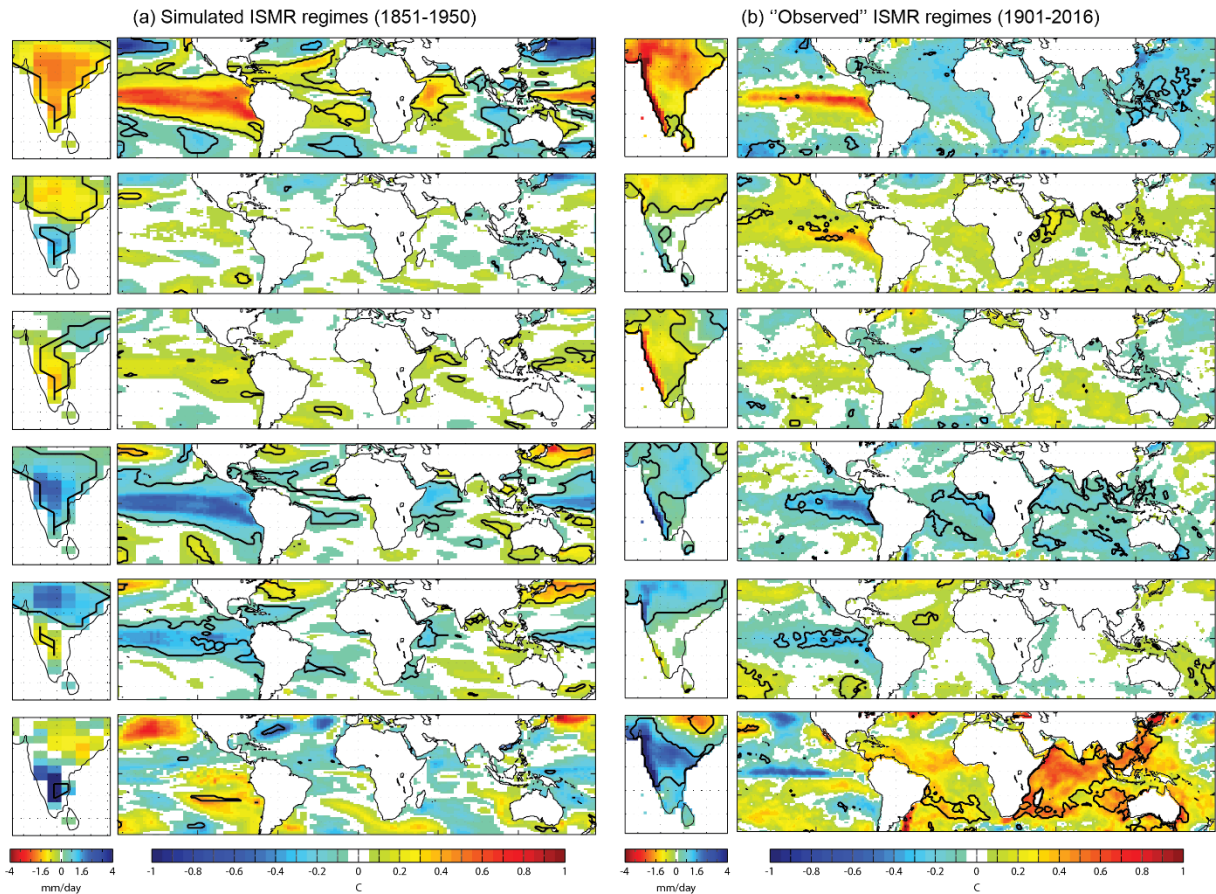 (a) Simulated ISMR regimes (1851-1950)
(b) ‘‘Observed’’ ISMR regimes (1901-2016)
-4 -1.6 0 1.6 4
mm/day
-1 -0.8 -0.6 -0.4 -0.2 0 0.2 0.4 0.6 0.8 1
C
-4 -1.6 0 1.6 4
mm/day
-1 -0.8 -0.6 -0.4 -0.2 0 0.2 0.4 0.6 0.8 1
C